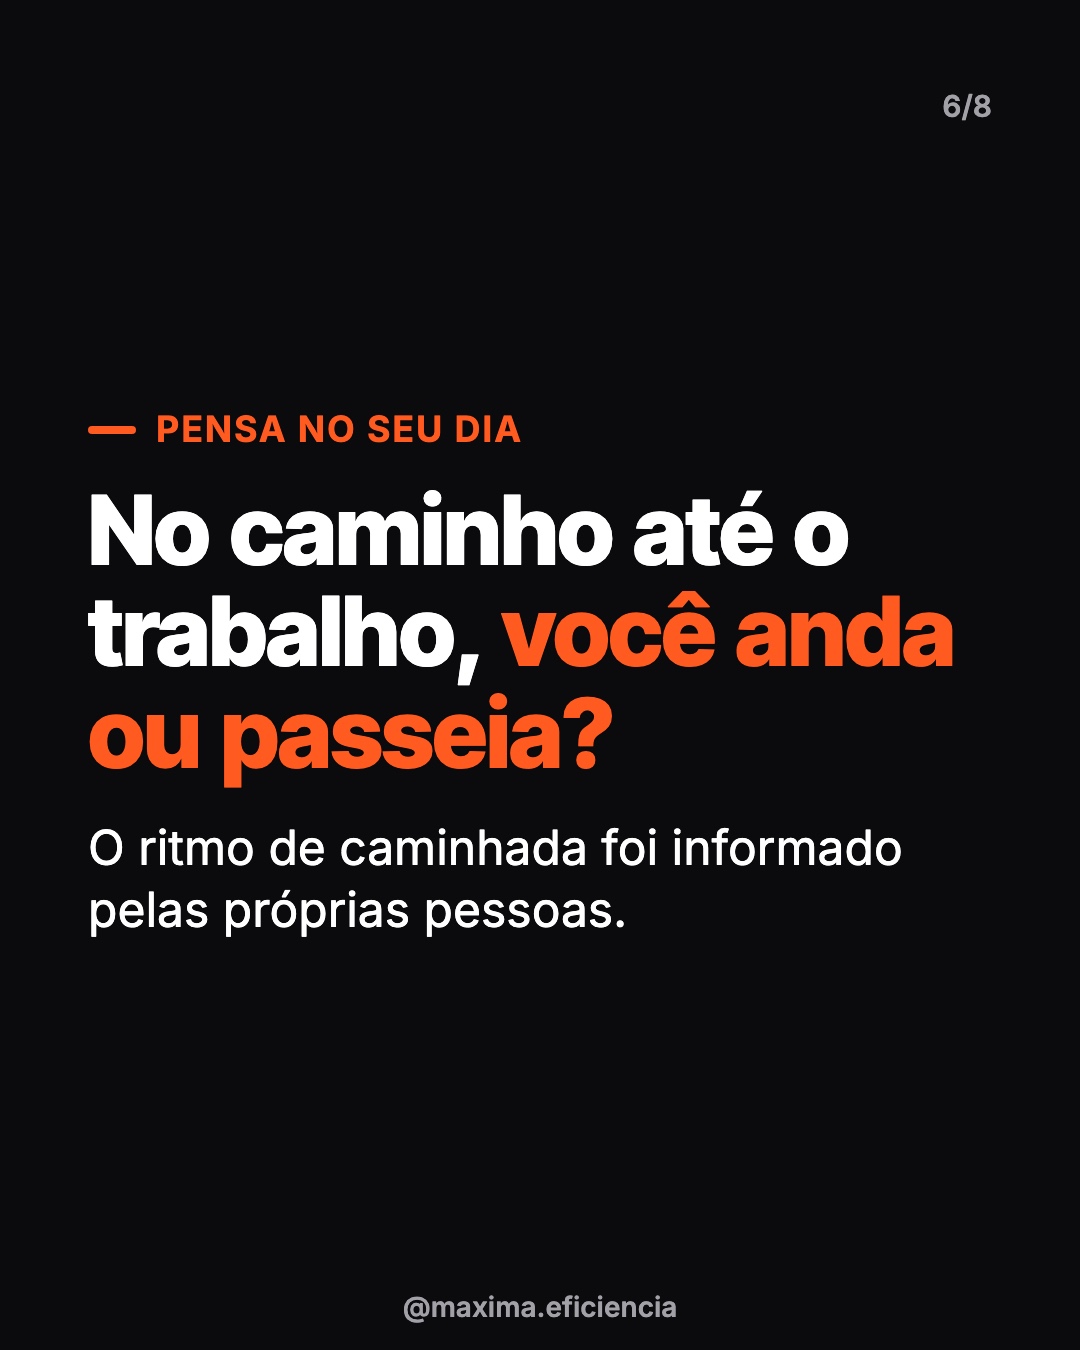 6/8
PENSA NO SEU DIA
No caminho até o
trabalho, você anda
ou passeia?
O ritmo de caminhada foi informado
pelas próprias pessoas.
@maxima.eficiencia